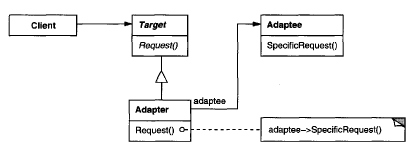 Client
Target
Request()
Adaptee
SpecificRequest()
adaptee
Adapter
Request()
adaptee->SpecificRequest()